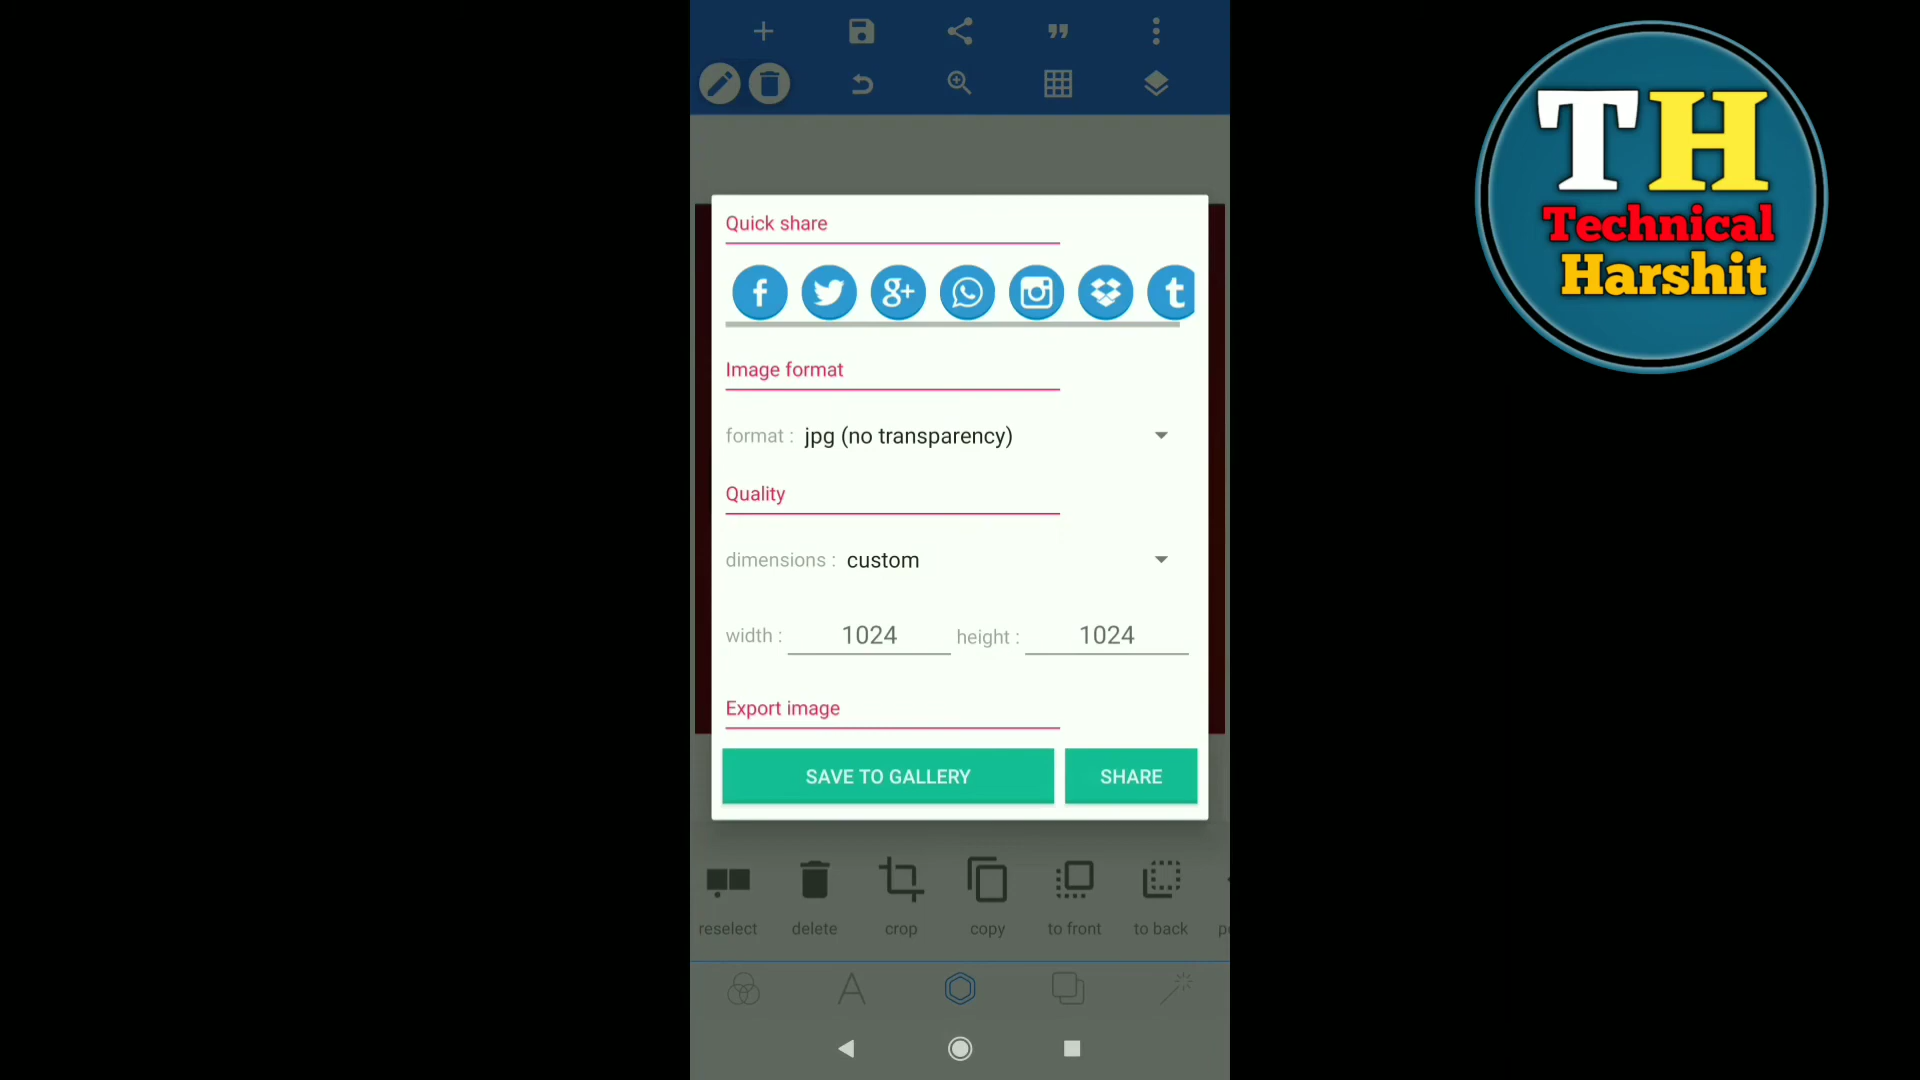 Quick share
Image format
format : jpg (no transparency)
Quality
dimensions : custom
width : 1024 height : 1024
Export image
SAVE TO GALLERY SHARE
reselect delete crop copy to front to back
TH
Technical
Harshit